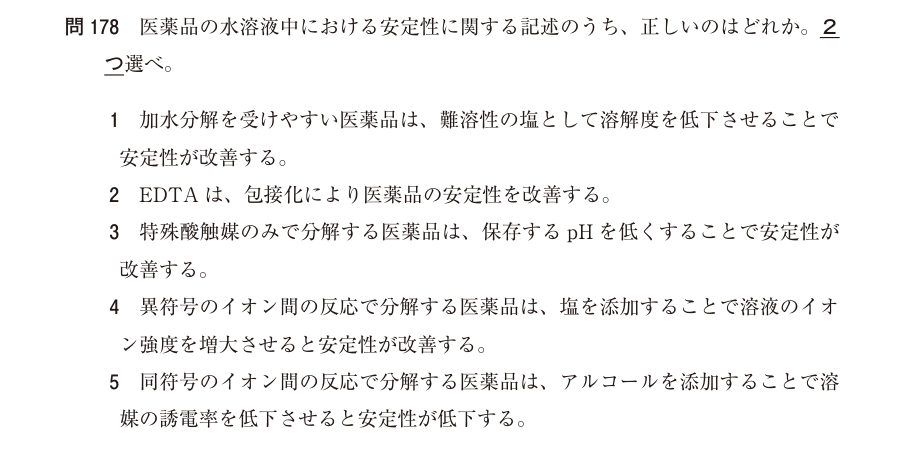 問 178　医薬品の水溶液中における安定性に関する記述のうち、正しいのはどれか。２
つ選べ。
1　加水分解を受けやすい医薬品は、難溶性の塩として溶解度を低下させることで
安定性が改善する。
2　EDTA は、包接化により医薬品の安定性を改善する。
3　特殊酸触媒のみで分解する医薬品は、保存する pH を低くすることで安定性が
改善する。
4　異符号のイオン間の反応で分解する医薬品は、塩を添加することで溶液のイオ
ン強度を増大させると安定性が改善する。
5　同符号のイオン間の反応で分解する医薬品は、アルコールを添加することで溶
媒の誘電率を低下させると安定性が低下する。